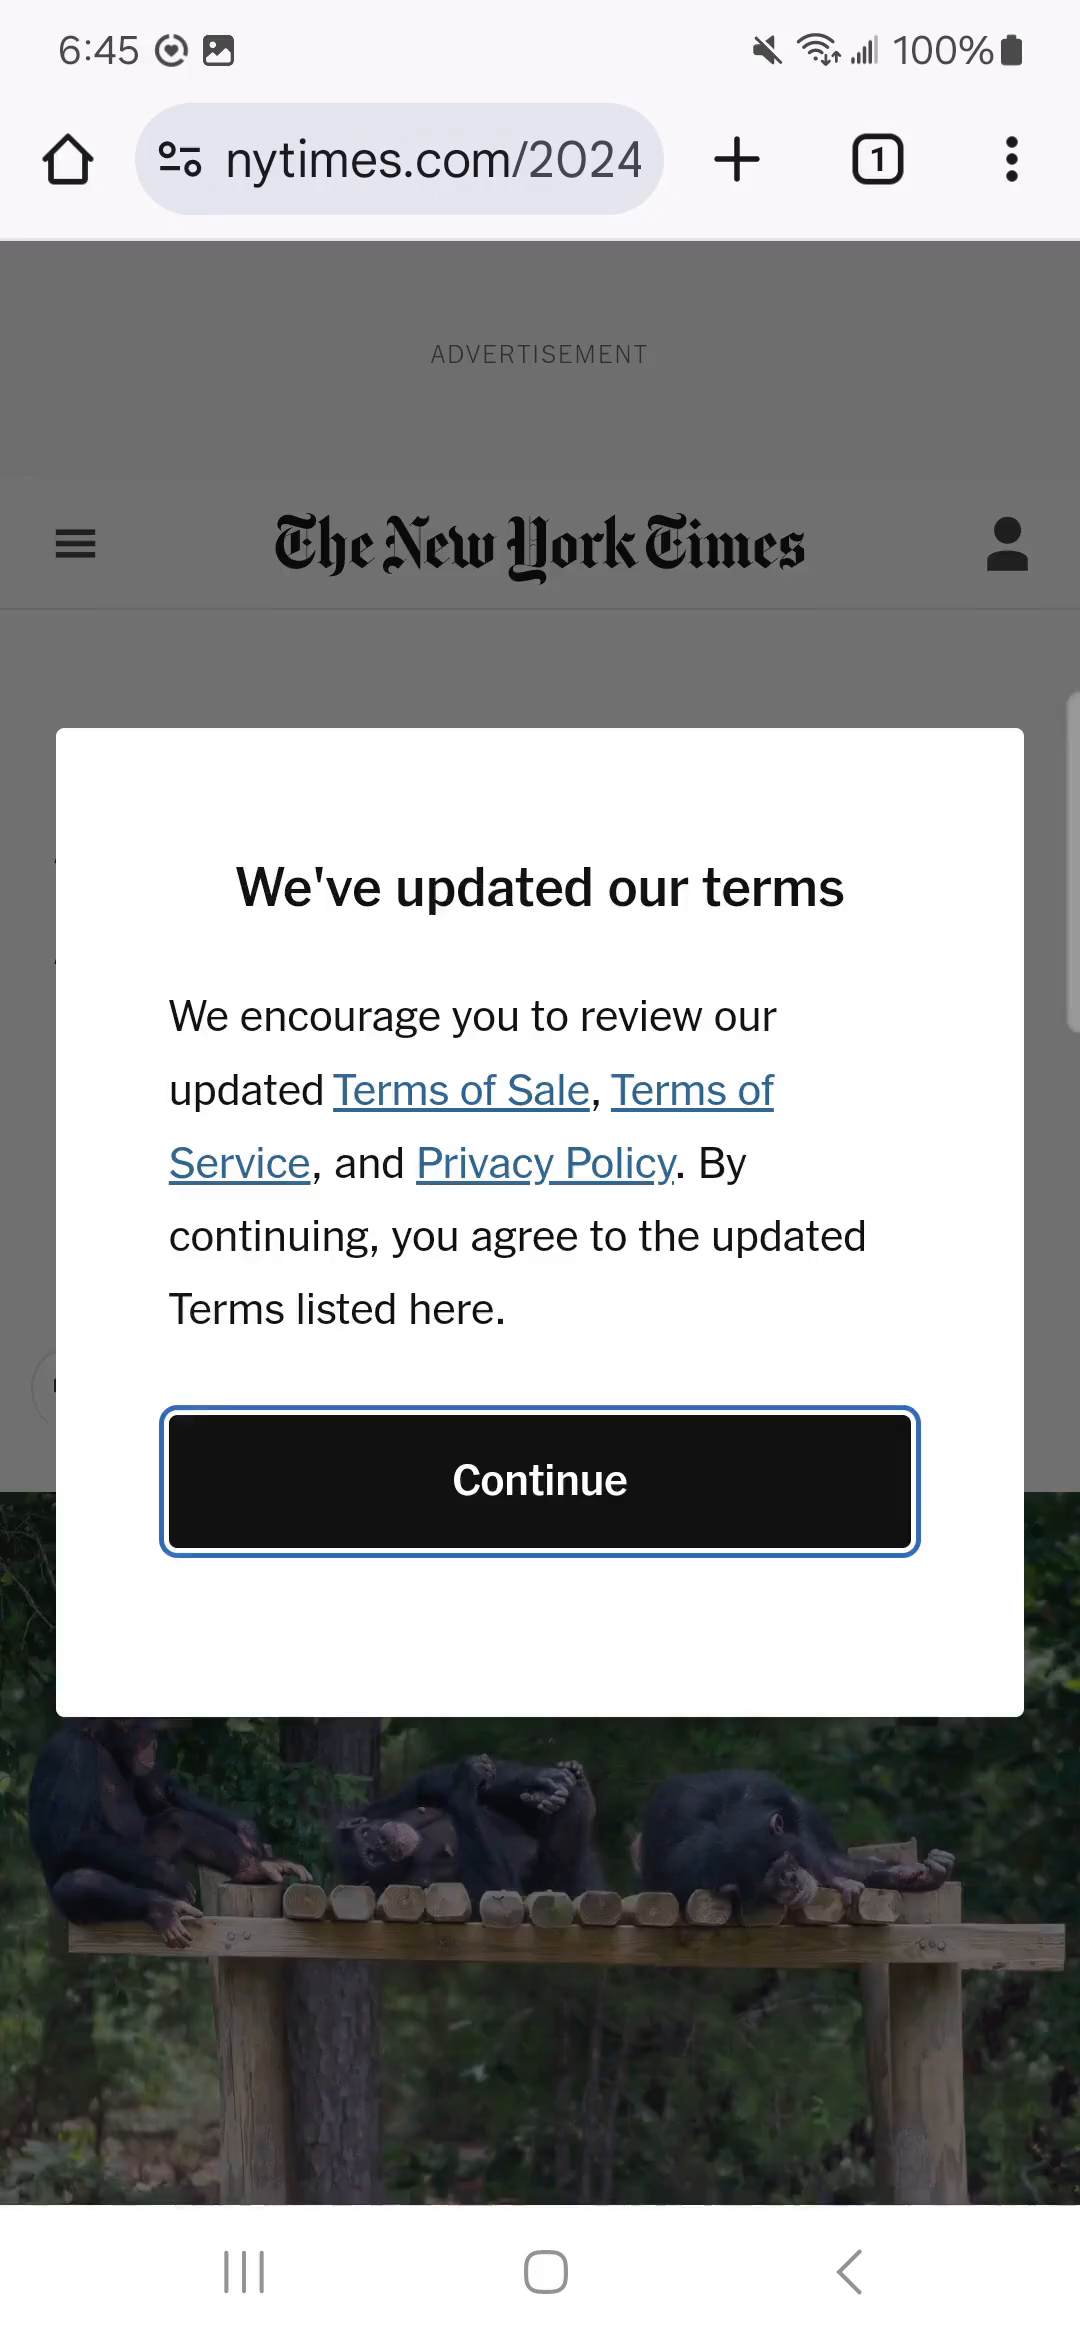 6:45 100%
nytimes.com/2024 1
ADVERTISEMENT
The New York Times
We've updated our terms
We encourage you to review our
updated Terms of Sale, Terms of
Service, and Privacy Policy. By
continuing, you agree to the updated
Terms listed here.
Continue